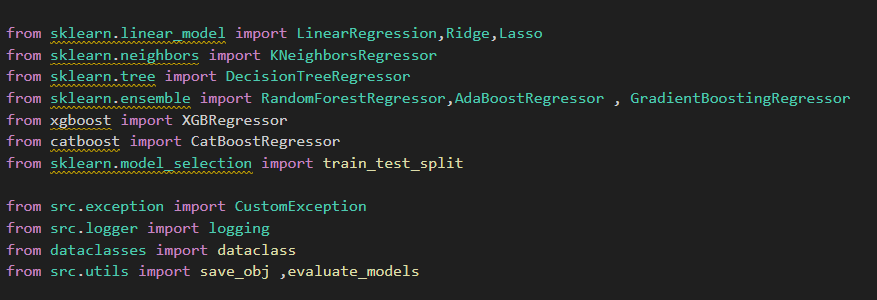 from sklearn.linear_model import LinearRegression,Ridge,Lasso
from sklearn.neighbors import KNeighborsRegressor
from sklearn.tree import DecisionTreeRegressor
from sklearn.ensemble import RandomForestRegressor,AdaBoostRegressor , GradientBoostingRegressor
from xgboost import XGBRegressor
from catboost import CatBoostRegressor
from sklearn.model_selection import train_test_split
from src.exception import CustomException
from src.logger import logging
from dataclasses import dataclass
from src.utils import save_obj ,evaluate_models